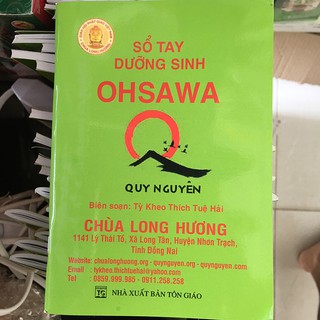 SỔ TAY
DƯỠNG SINH
OHSAWA
QUY NGUYÊN
Biên soạn: Tỳ Kheo Thích Tuệ Hải
CHÙA LONG HƯƠNG
1141 Lý Thái Tổ, Xã Long Tân, Huyện Nhơn Trạch,
Tỉnh Đồng Nai
Website: chualonghuong.org - quynguyen.org - quynguyen.com
Email : tykheo.thichtuehai@yahoo.com
Tel : 0859.999.985 - 0911.258.258
NHÀ XUẤT BẢN TÔN GIÁO